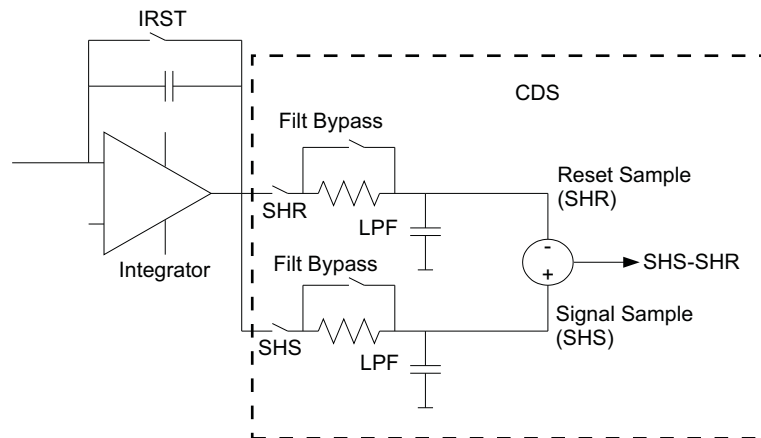 IRST
CDS
Filt Bypass
Reset Sample
(SHR)
SHR
LPF
-
Integrator
Filt Bypass
+
SHS-SHR
Signal Sample
(SHS)
SHS
LPF